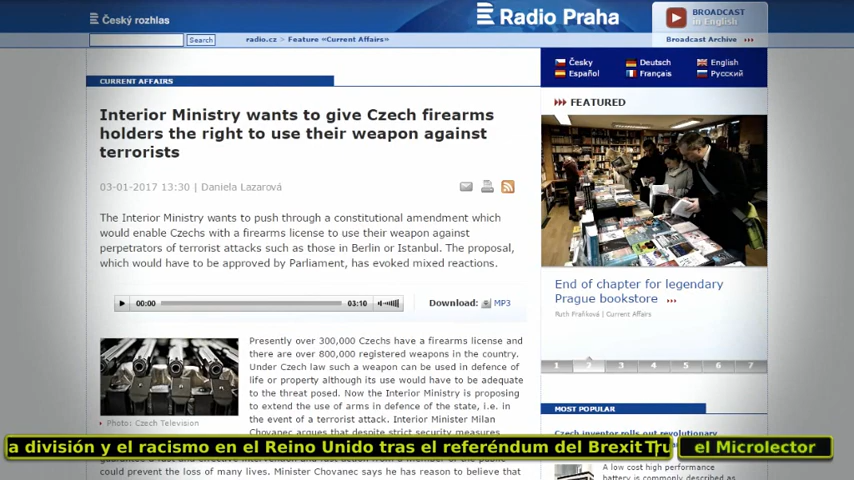 Český rozhlas
Radio Praha
BROADCAST
in English
Search
radio.cz > Feature «Current Affairs»
Broadcast Archive
CURRENT AFFAIRS
Interior Ministry wants to give Czech firearms
holders the right to use their weapon against
terrorists
03-01-2017 13:30 | Daniela Lazarová
The Interior Ministry wants to push through a constitutional amendment which
would enable Czechs with a firearms license to use their weapon against
perpetrators of terrorist attacks such as those in Berlin or Istanbul. The proposal,
which would have to be approved by Parliament, has evoked mixed reactions.
00:00
03:10
Download:
MP3
Photo: Czech Television
Presently over 300,000 Czechs have a firearms license and
there are over 800,000 registered weapons in the country.
Under Czech law such a weapon can be used in defence of
life or property although its use would have to be adequate
to the threat posed. Now the Interior Ministry is proposing
to extend the use of arms in defence of the state, i.e. in
the event of a terrorist attack. Interior Minister Milan
Chovanec argues that despite strict security measures
could prevent the loss of many lives. Minister Chovanec says he has reason to believe that
Česky
Deutsch
English
Español
Français
Русский
FEATURED
End of chapter for legendary
Prague bookstore
Ruth Fraňková | Current Affairs
1 2 3 4 5 6 7
MOST POPULAR
Czech inventor rolls out revolutionary
A low cost high performance
battery is commonly described as
a división y el racismo en el Reino Unido tras el referéndum del Brexit Tru
el Microlector